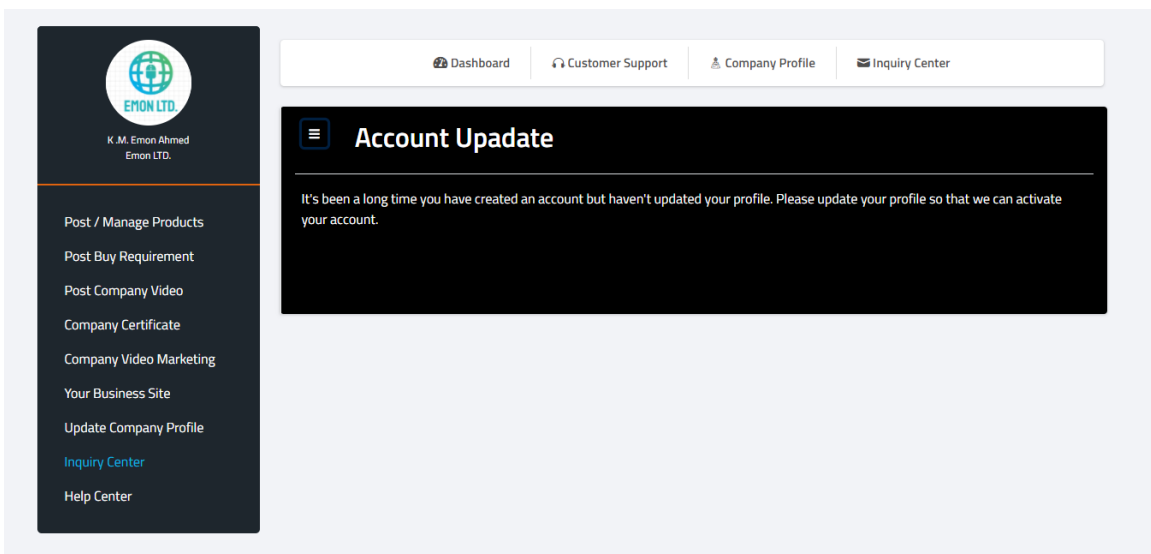 EMON LTD.
K .M. Emon Ahmed
Emon LTD.
Post / Manage Products
Post Buy Requirement
Post Company Video
Company Certificate
Company Video Marketing
Your Business Site
Update Company Profile
Inquiry Center
Help Center
Dashboard
Customer Support
Company Profile
Inquiry Center
Account Upadate
It's been a long time you have created an account but haven't updated your profile. Please update your profile so that we can activate
your account.